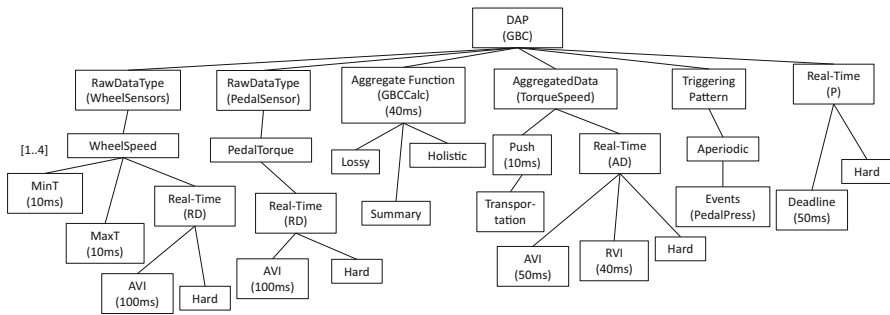 DAP
(GBC)
RawDataType
(WheelSensors)
RawDataType
(PedalSensor)
Aggregate Function
(GBCCalc)
(40ms)
AggregatedData
(TorqueSpeed)
Triggering
Pattern
Real-Time
(P)
[1..4]
WheelSpeed
PedalTorque
Lossy
Holistic
Summary
Push
(10ms)
Real-Time
(AD)
Aperiodic
Hard
MinT
(10ms)
MaxT
(10ms)
Real-Time
(RD)
Real-Time
(RD)
Transpor-
tation
Events
(PedalPress)
Deadline
(50ms)
AVI
(100ms)
Hard
AVI
(100ms)
Hard
AVI
(50ms)
RVI
(40ms)
Hard